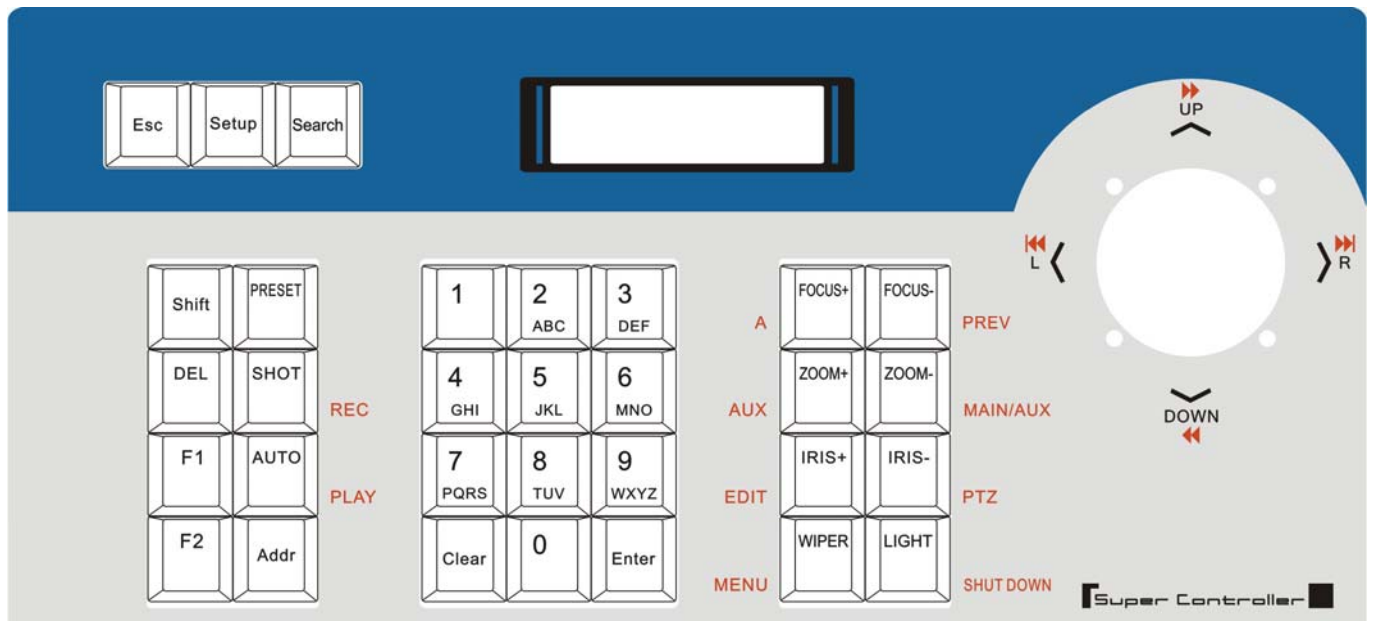 Esc Setup Search
UP
L R
DOWN
Shift PRESET
DEL SHOT REC
F1 AUTO PLAY
F2 Addr
1 2 ABC 3 DEF
4 GHI 5 JKL 6 MNO
7 PQRS 8 TUV 9 WXYZ
Clear 0 Enter
A FOCUS+ FOCUS- PREV
AUX ZOOM+ ZOOM- MAIN/AUX
EDIT IRIS+ IRIS- PTZ
MENU WIPER LIGHT SHUT DOWN
Super Controller